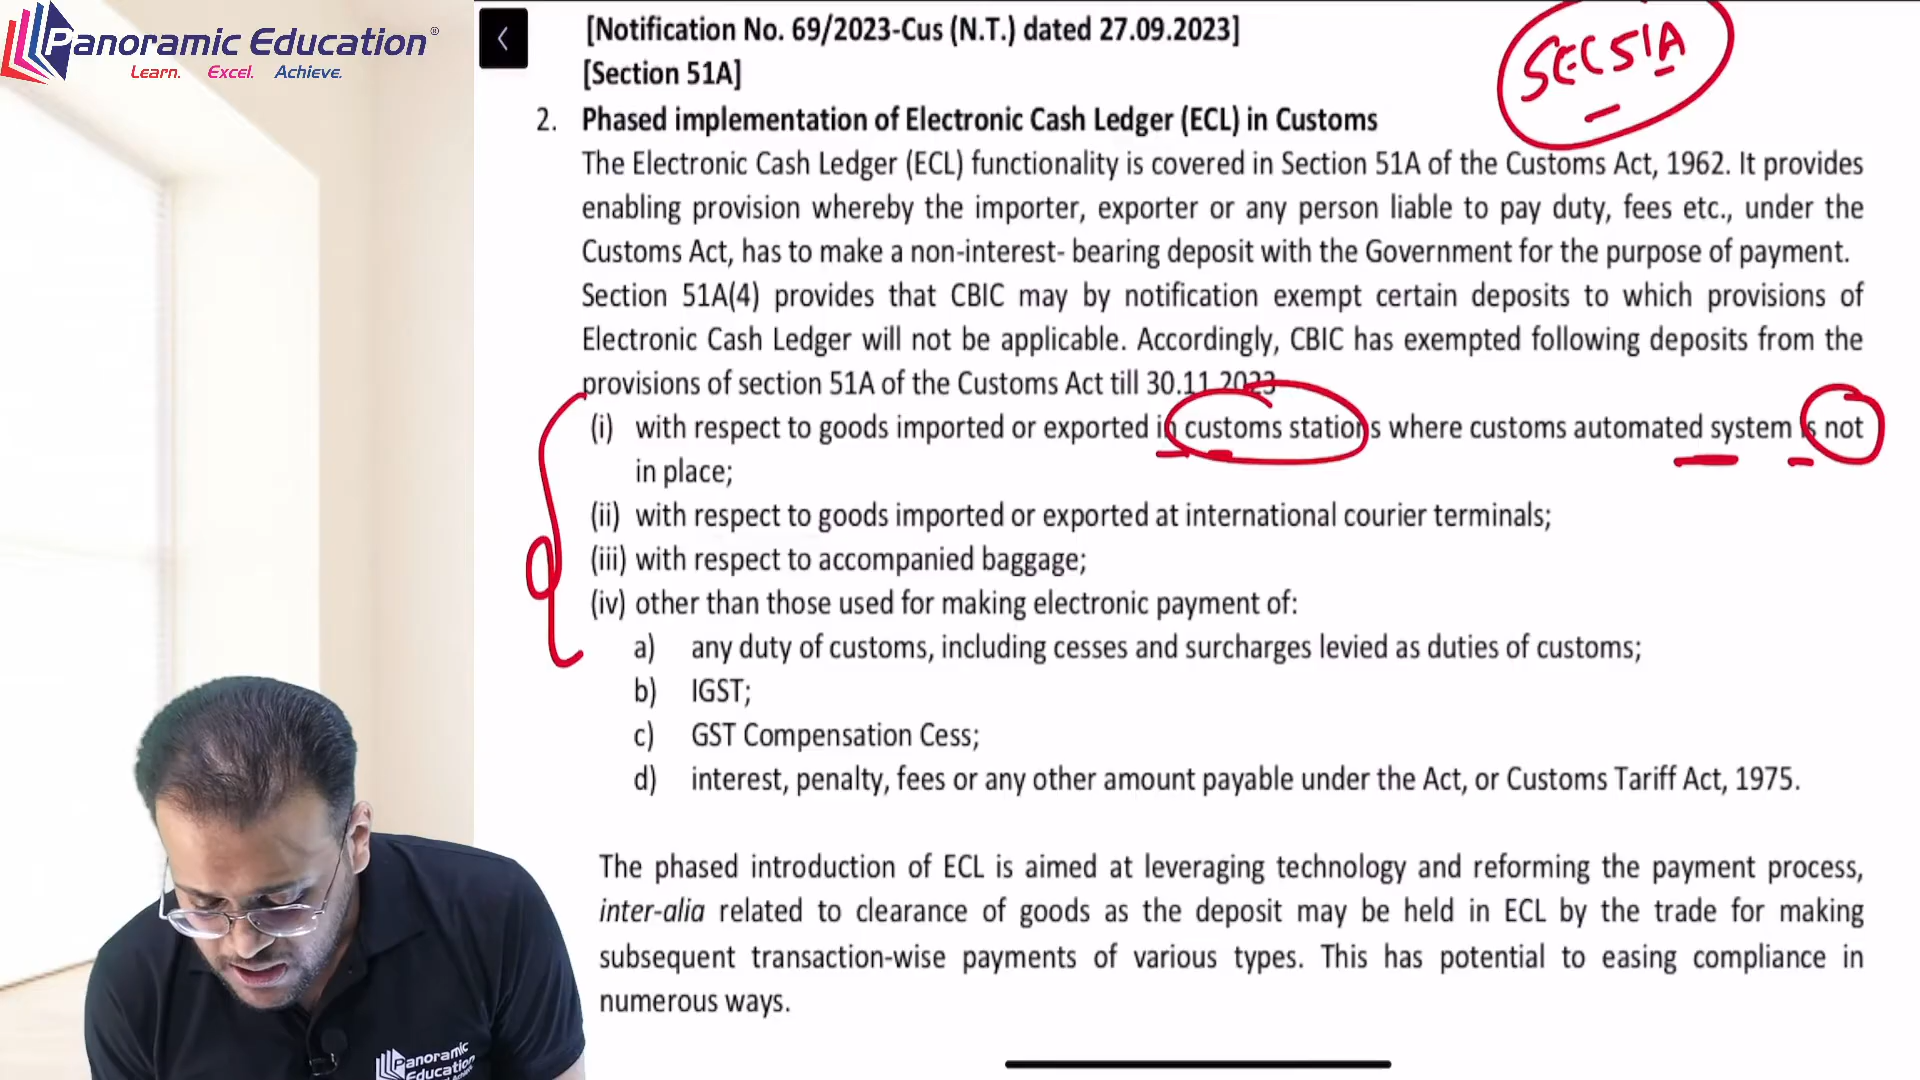 Panoramic Education®
Learn. Excel. Achieve.
[Notification No. 69/2023-Cus (N.T.) dated 27.09.2023]
[Section 51A]
SEC 51A
2. Phased implementation of Electronic Cash Ledger (ECL) in Customs
The Electronic Cash Ledger (ECL) functionality is covered in Section 51A of the Customs Act, 1962. It provides
enabling provision whereby the importer, exporter or any person liable to pay duty, fees etc., under the
Customs Act, has to make a non-interest- bearing deposit with the Government for the purpose of payment.
Section 51A(4) provides that CBIC may by notification exempt certain deposits to which provisions of
Electronic Cash Ledger will not be applicable. Accordingly, CBIC has exempted following deposits from the
provisions of section 51A of the Customs Act till 30.11.2023
(i) with respect to goods imported or exported in customs stations where customs automated system is not
in place;
(ii) with respect to goods imported or exported at international courier terminals;
(iii) with respect to accompanied baggage;
(iv) other than those used for making electronic payment of:
a) any duty of customs, including cesses and surcharges levied as duties of customs;
b) IGST;
c) GST Compensation Cess;
d) interest, penalty, fees or any other amount payable under the Act, or Customs Tariff Act, 1975.
The phased introduction of ECL is aimed at leveraging technology and reforming the payment process,
inter-alia related to clearance of goods as the deposit may be held in ECL by the trade for making
subsequent transaction-wise payments of various types. This has potential to easing compliance in
numerous ways.
Panoramic
Education